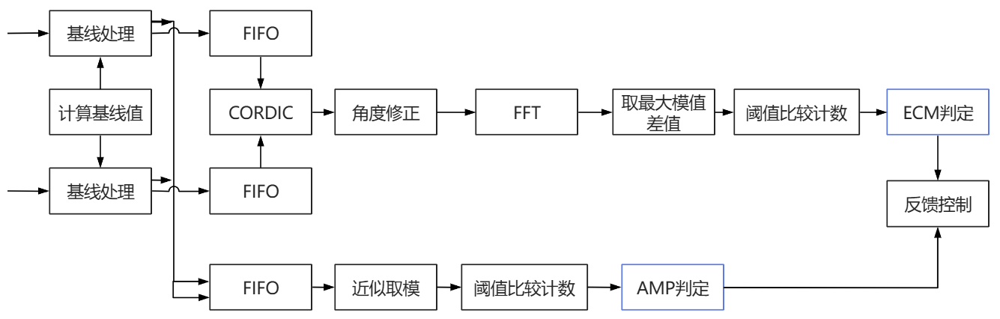 基线处理
FIFO
计算基线值
CORDIC
角度修正
FFT
取最大模值
差值
阈值比较计数
ECM判定
基线处理
FIFO
反馈控制
FIFO
近似取模
阈值比较计数
AMP判定